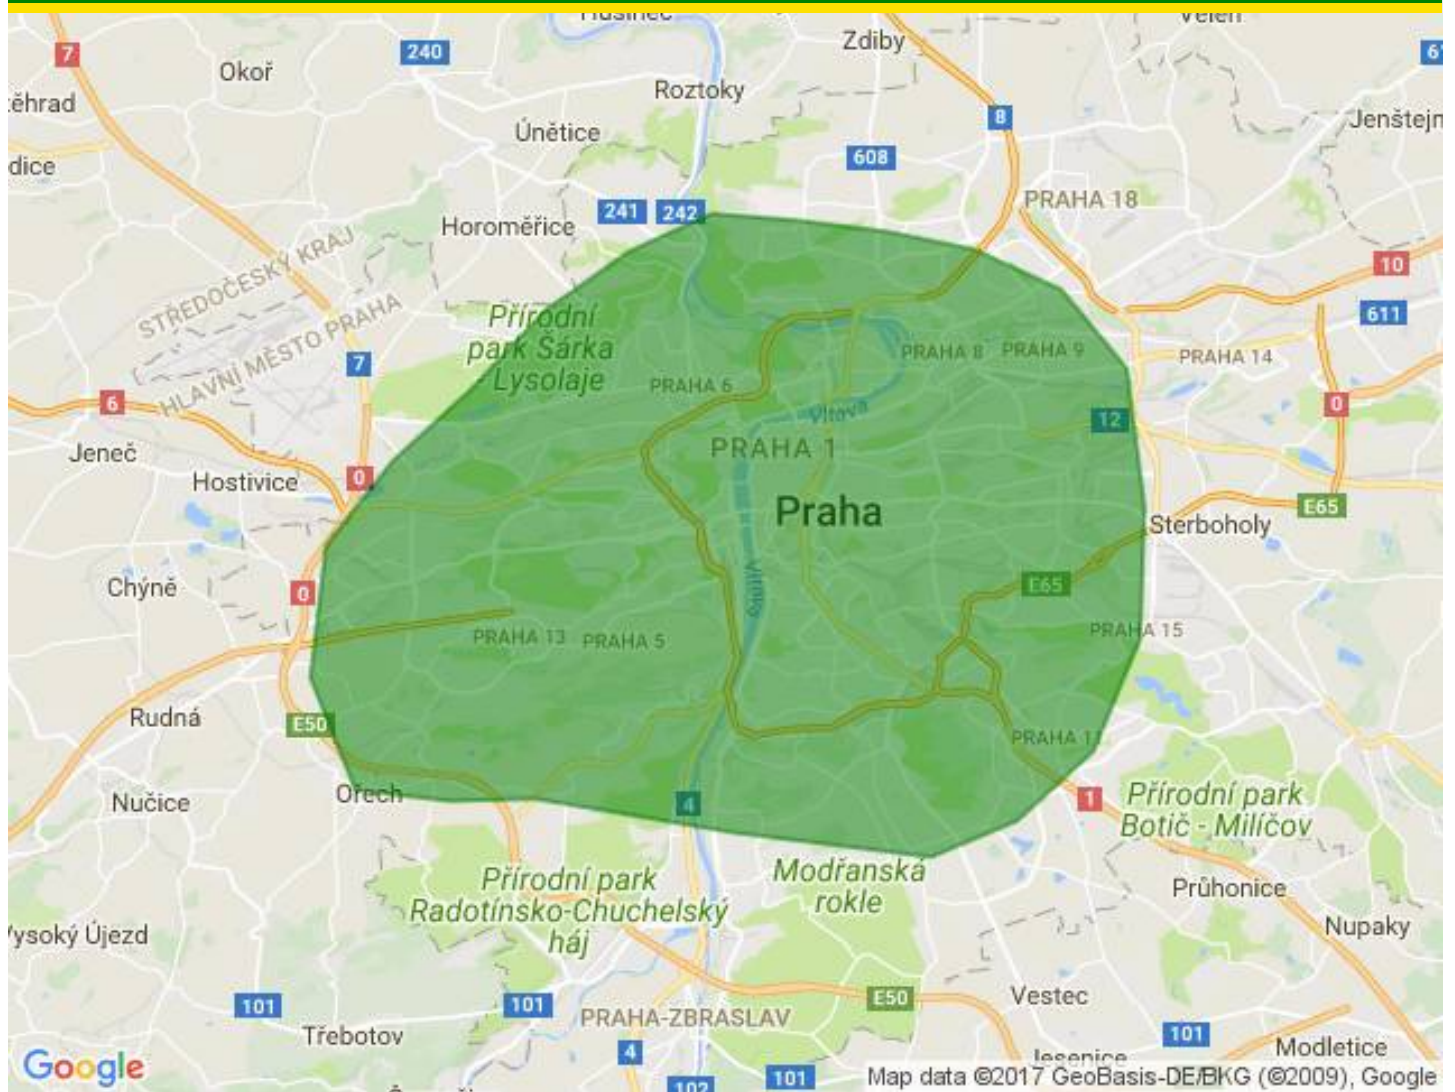 Husinec
Veleň
7
240
Zdiby
Okoř
Roztoky
8
Jenštejn
Únětice
608
dice
PRAHA 18
241
242
Horoměřice
STŘEDOČESKÝ KRAJ
10
HLAVNÍ MĚSTO PRAHA
611
Přírodní
park Šárka
- Lysolaje
PRAHA 8
PRAHA 9
PRAHA 14
7
PRAHA 6
6
0
Vltava
12
Jeneč
PRAHA 1
Hostivice
0
E65
Praha
Sterboholy
Chýně
0
Vltava
E65
PRAHA 13
PRAHA 5
PRAHA 15
Rudná
E50
PRAHA 11
Nučice
Ořech
4
1
Přírodní park
Botič - Milíčov
Přírodní park
Radotínsko-Chuchelský
háj
Modřanská
rokle
Průhonice
Nupaky
Vysoký Újezd
101
101
E50
Vestec
PRAHA-ZBRASLAV
Třebotov
101
4
Jesenice
Modletice
Google
102
101
Map data ©2017 GeoBasis-DE/BKG (©2009), Google